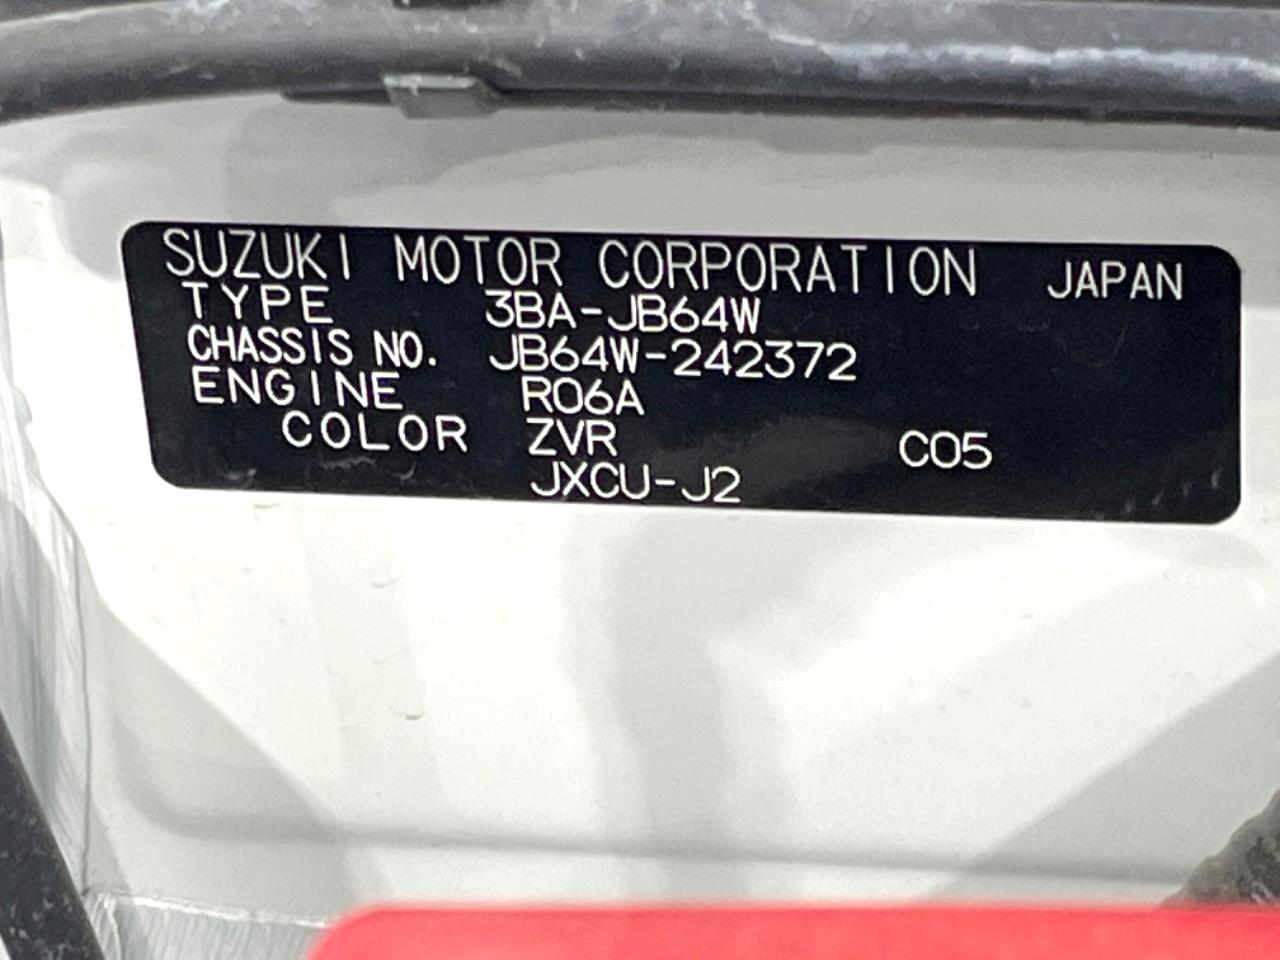 SUZUKI MOTOR CORPORATION JAPAN
TYPE 3BA-JB64W
CHASSIS NO. JB64W-242372
ENGINE R06A
COLOR ZVR C05
JXCU-J2